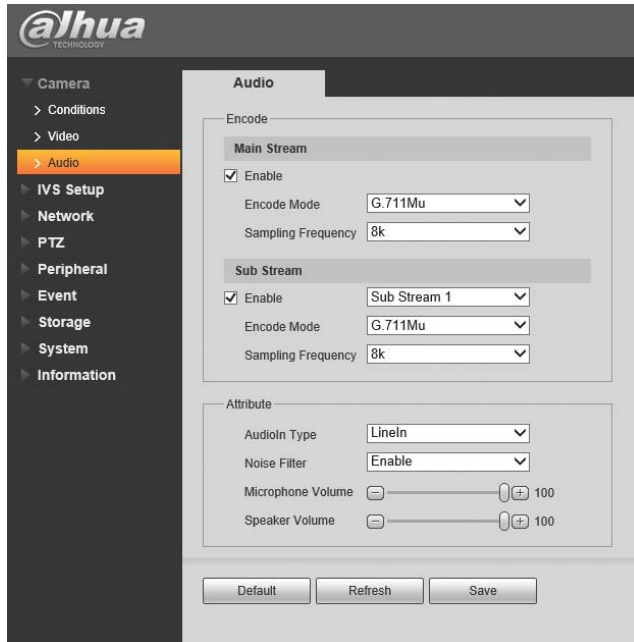 alhua
TECHNOLOGY
Camera
> Conditions
> Video
> Audio
IVS Setup
Network
PTZ
Peripheral
Event
Storage
System
Information
Audio
Encode
Main Stream
Enable
Encode Mode G.711Mu
Sampling Frequency 8k
Sub Stream
Enable Sub Stream 1
Encode Mode G.711Mu
Sampling Frequency 8k
Attribute
AudioIn Type LineIn
Noise Filter Enable
Microphone Volume 100
Speaker Volume 100
Default Refresh Save